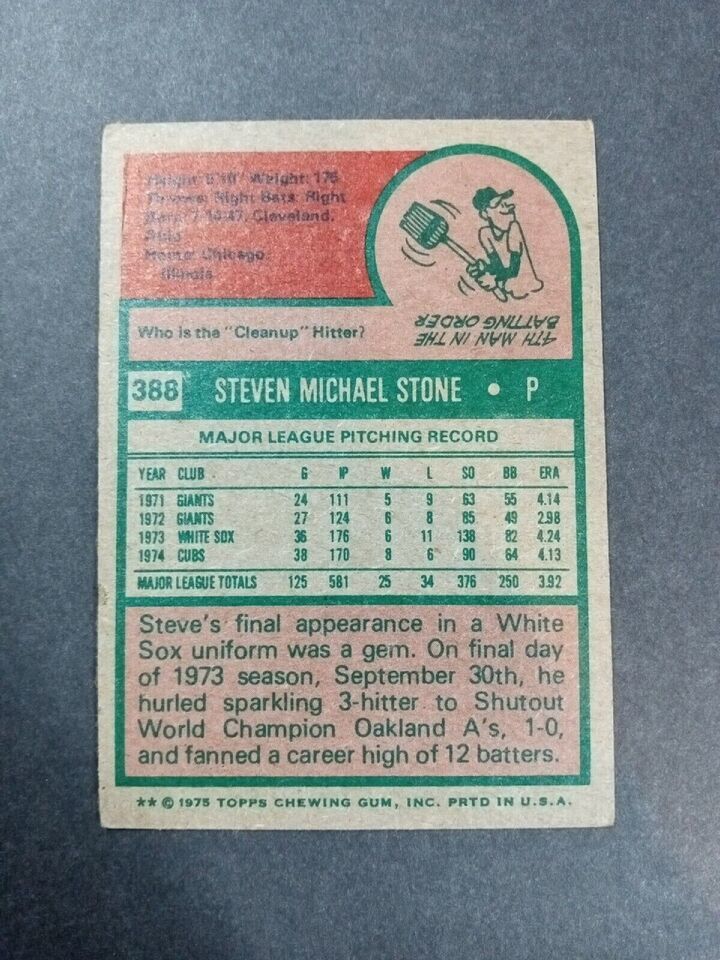 Height: 5'10" Weight: 175
Throws: Right Bats: Right
Born: 7-14-47, Cleveland,
Ohio
Home: Chicago,
Illinois
Who is the "Cleanup" Hitter?
4TH MAN IN THE
BATTING ORDER
388 STEVEN MICHAEL STONE • P
MAJOR LEAGUE PITCHING RECORD
YEAR CLUB G IP W L SO BB ERA
1971 GIANTS 24 111 5 9 63 55 4.14
1972 GIANTS 27 124 6 8 85 49 2.98
1973 WHITE SOX 36 176 6 11 138 82 4.24
1974 CUBS 38 170 8 6 90 64 4.13
MAJOR LEAGUE TOTALS 125 581 25 34 376 250 3.92
Steve's final appearance in a White
Sox uniform was a gem. On final day
of 1973 season, September 30th, he
hurled sparkling 3-hitter to Shutout
World Champion Oakland A's, 1-0,
and fanned a career high of 12 batters.
** © 1975 TOPPS CHEWING GUM, INC. PRTD IN U.S.A.